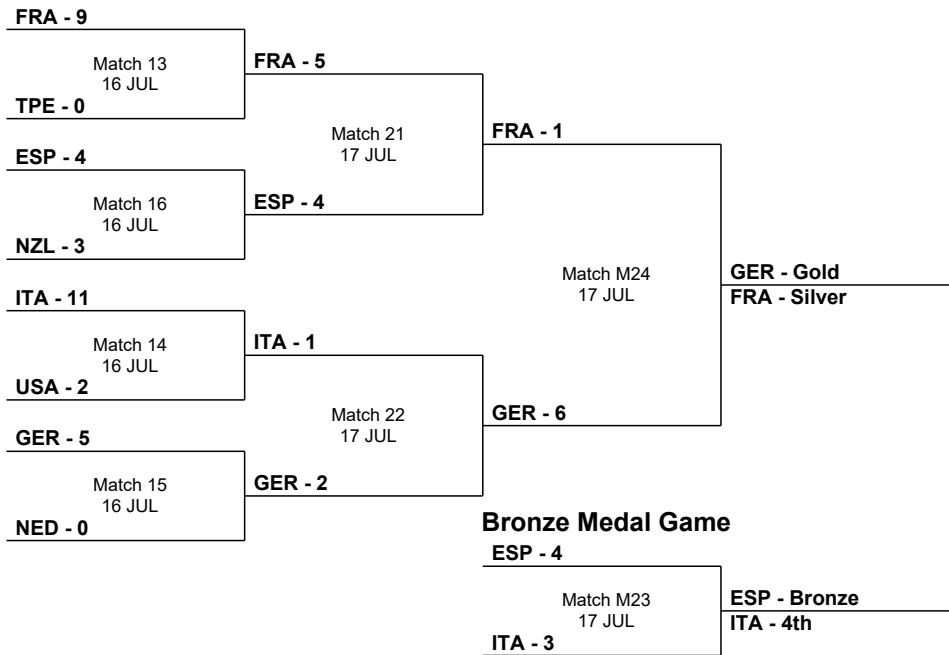 FRA - 9
Match 13
16 JUL
TPE - 0
FRA - 5
ESP - 4
Match 16
16 JUL
NZL - 3
Match 21
17 JUL
ESP - 4
FRA - 1
ITA - 11
Match 14
16 JUL
USA - 2
ITA - 1
GER - 5
Match 15
16 JUL
NED - 0
Match 22
17 JUL
GER - 2
GER - 6
Match M24
17 JUL
GER - Gold
FRA - Silver
Bronze Medal Game
ESP - 4
Match M23
17 JUL
ITA - 3
ESP - Bronze
ITA - 4th